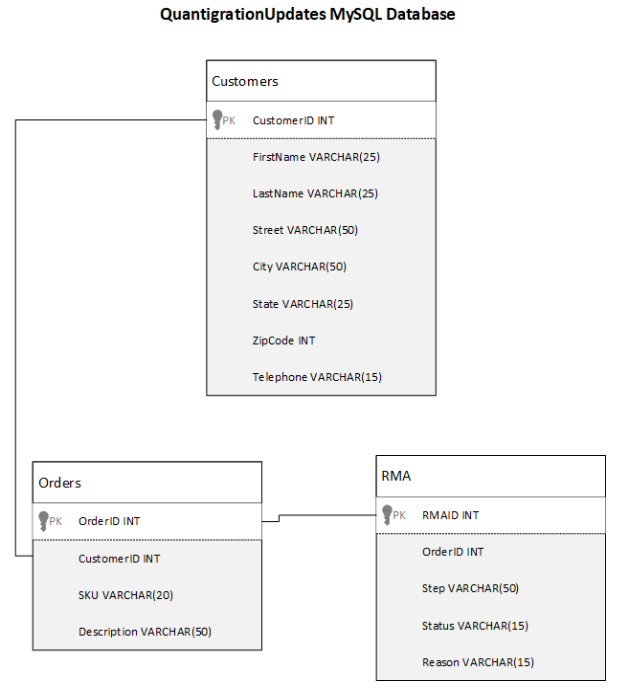 QuantigrationUpdates MySQL Database
Customers
PK CustomerID INT
FirstName VARCHAR(25)
LastName VARCHAR(25)
Street VARCHAR(50)
City VARCHAR(50)
State VARCHAR(25)
ZipCode INT
Telephone VARCHAR(15)
Orders
PK OrderID INT
CustomerID INT
SKU VARCHAR(20)
Description VARCHAR(50)
RMA
PK RMAID INT
OrderID INT
Step VARCHAR(50)
Status VARCHAR(15)
Reason VARCHAR(15)